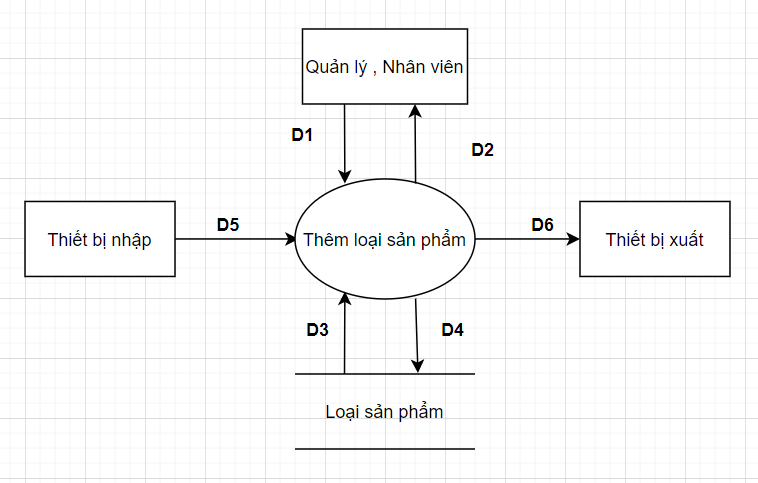 Quản lý , Nhân viên
D1
D2
Thiết bị nhập
D5
Thêm loại sản phẩm
D6
Thiết bị xuất
D3
D4
Loại sản phẩm